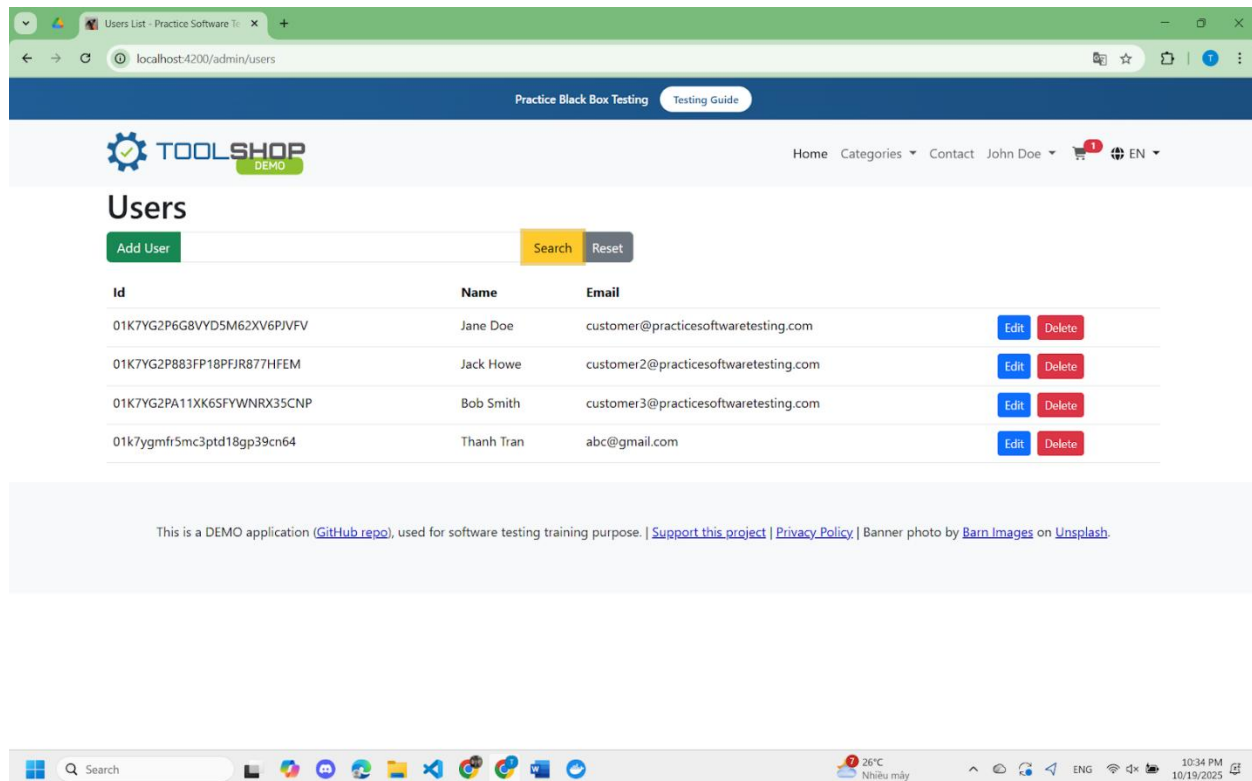 Users List - Practice Software Te
localhost:4200/admin/users
T
Practice Black Box Testing Testing Guide
TOOLSHOP
DEMO
Home Categories Contact John Doe 1 EN
Users
Add User Search Reset
Id Name Email
01K7YG2P6G8VYD5M62XV6PJVFV Jane Doe customer@practicesoftwaretesting.com Edit Delete
01K7YG2P883FP18PFJR877HFEM Jack Howe customer2@practicesoftwaretesting.com Edit Delete
01K7YG2PA11XK6SFYWNRX35CNP Bob Smith customer3@practicesoftwaretesting.com Edit Delete
01k7ygmfr5mc3ptd18gp39cn64 Thanh Tran abc@gmail.com Edit Delete
This is a DEMO application (GitHub repo), used for software testing training purpose. | Support this project | Privacy Policy | Banner photo by Barn Images on Unsplash.
Search 26°C ENG 10:34 PM
Nhiều mây 10/19/2025